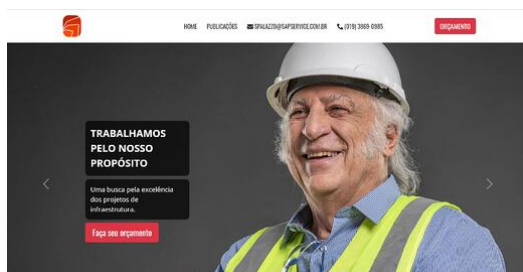 HOME PUBLICAÇÕES SPALAZZO@SAPSERVICE.COM.BR (019) 3869-0985 ORÇAMENTO
TRABALHAMOS
PELO NOSSO
PROPÓSITO
Uma busca pela excelência
dos projetos de
infraestrutura.
Faça seu orçamento